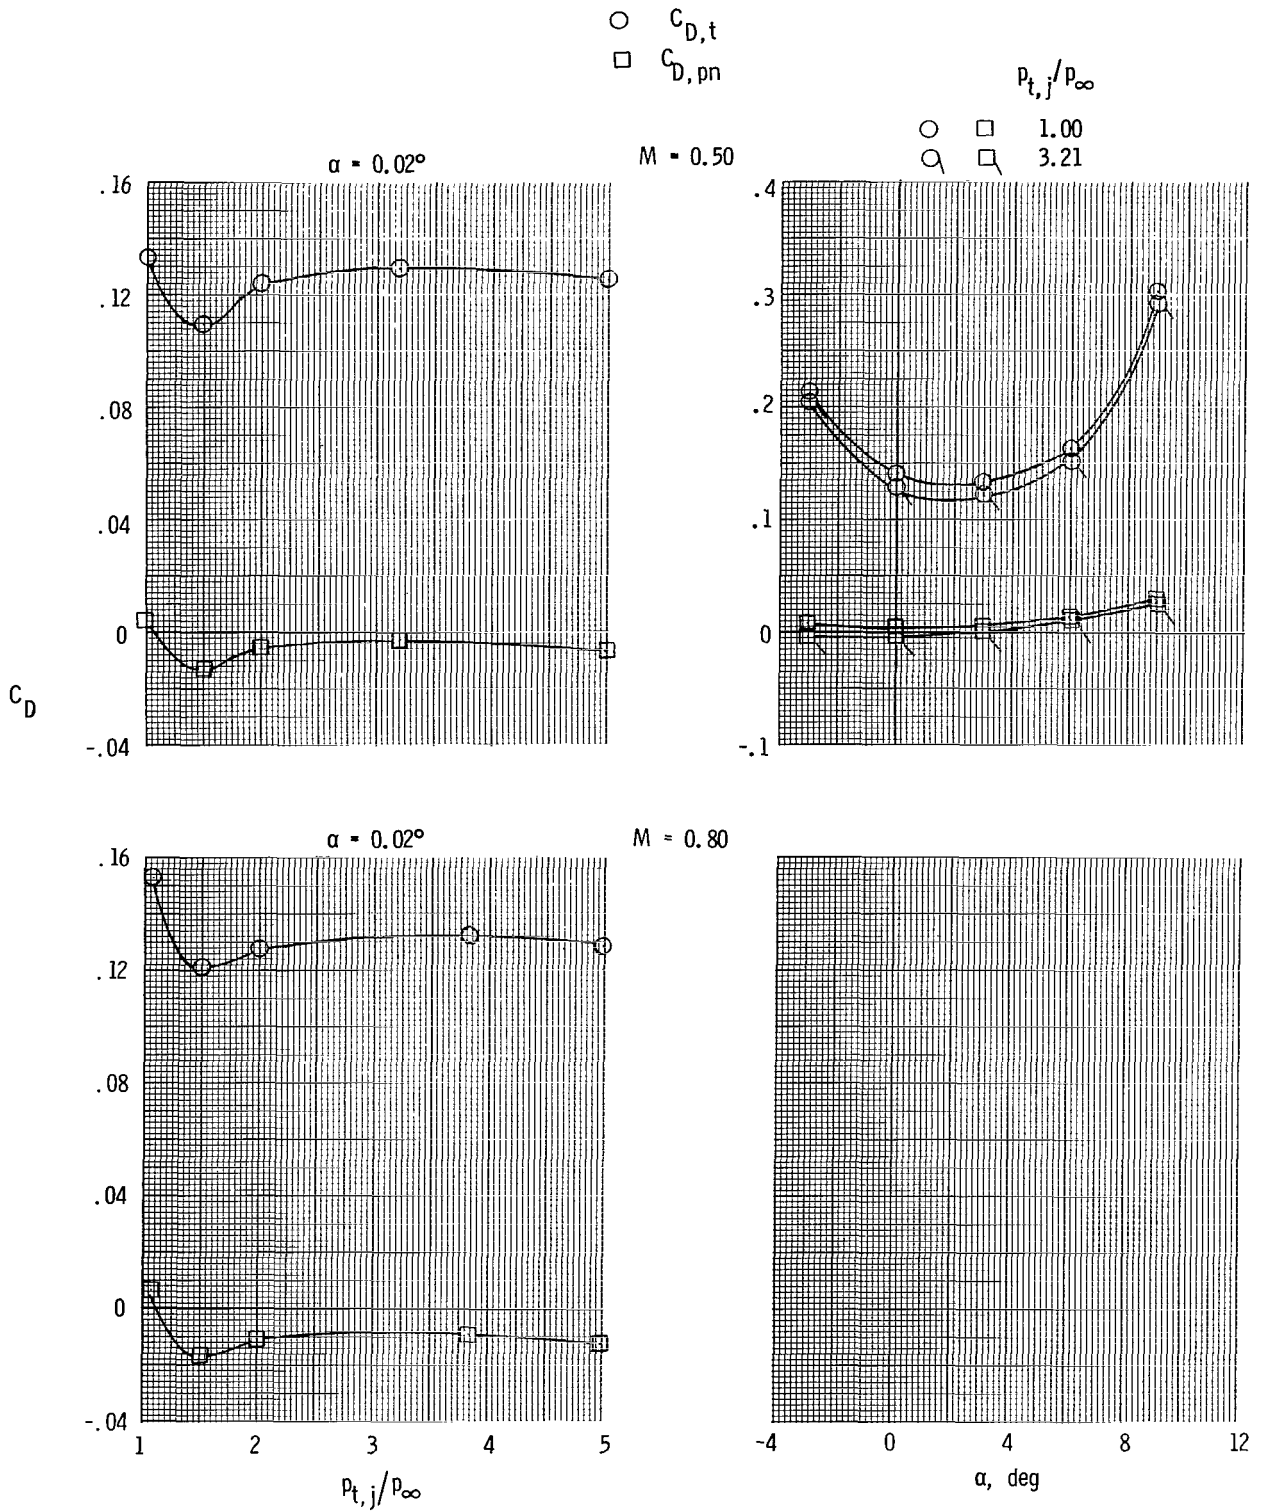 C_D,t
C_D,pn
p_t,j/p_∞
1.00
3.21
α = 0.02°
M = 0.50
.16
.12
.08
.04
0
-.04
.4
.3
.2
.1
0
-.1
C_D
α = 0.02°
M = 0.80
.16
.12
.08
.04
0
-.04
1 2 3 4 5
p_t,j/p_∞
-4 0 4 8 12
α, deg